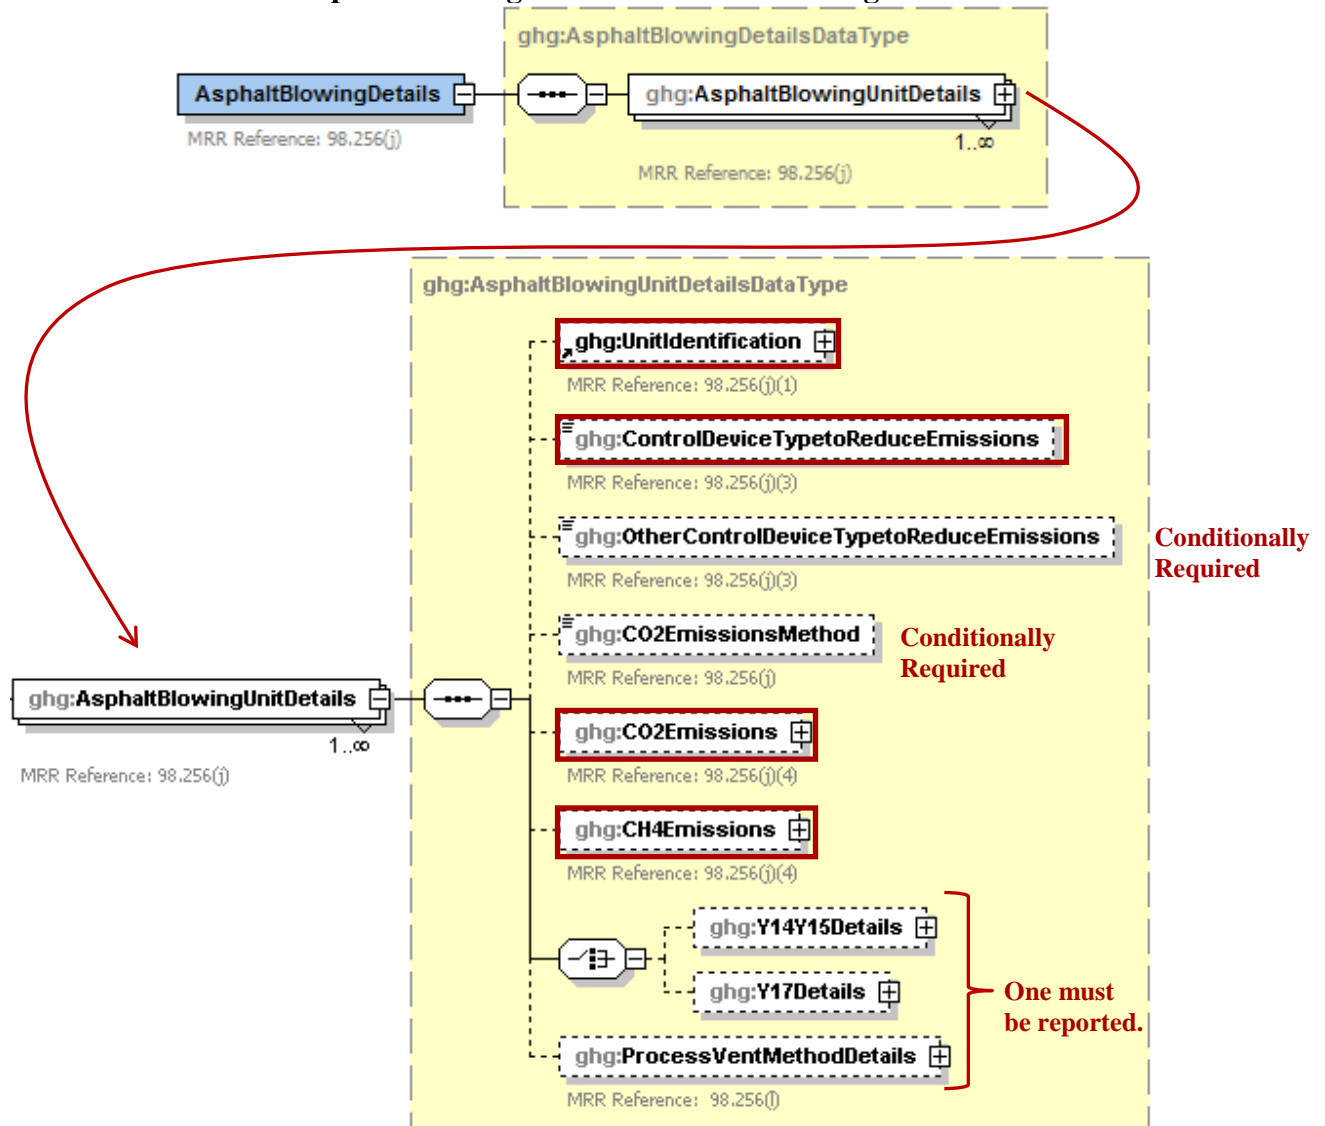 ghg:AsphaltBlowingDetailsDataType
AsphaltBlowingDetails
ghg:AsphaltBlowingUnitDetails
MRR Reference: 98.256(j)
1..∞
MRR Reference: 98.256(j)
ghg:AsphaltBlowingUnitDetailsDataType
ghg:UnitIdentification
MRR Reference: 98.256(j)(1)
ghg:ControlDeviceTypetoReduceEmissions
MRR Reference: 98.256(j)(3)
ghg:OtherControlDeviceTypetoReduceEmissions
Conditionally
Required
MRR Reference: 98.256(j)(3)
ghg:CO2EmissionsMethod
Conditionally
Required
MRR Reference: 98.256(j)
ghg:AsphaltBlowingUnitDetails
1..∞
MRR Reference: 98.256(j)
ghg:CO2Emissions
MRR Reference: 98.256(j)(4)
ghg:CH4Emissions
MRR Reference: 98.256(j)(4)
ghg:Y14Y15Details
ghg:Y17Details
One must
be reported.
ghg:ProcessVentMethodDetails
MRR Reference: 98.256(l)